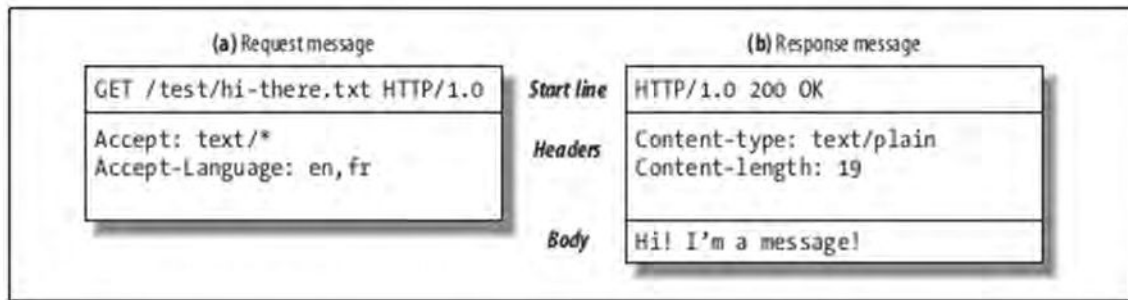 (a) Request message
GET /test/hi-there.txt HTTP/1.0
Accept: text/*
Accept-Language: en,fr
Start line
Headers
Body
(b) Response message
HTTP/1.0 200 OK
Content-type: text/plain
Content-length: 19
Hi! I'm a message!